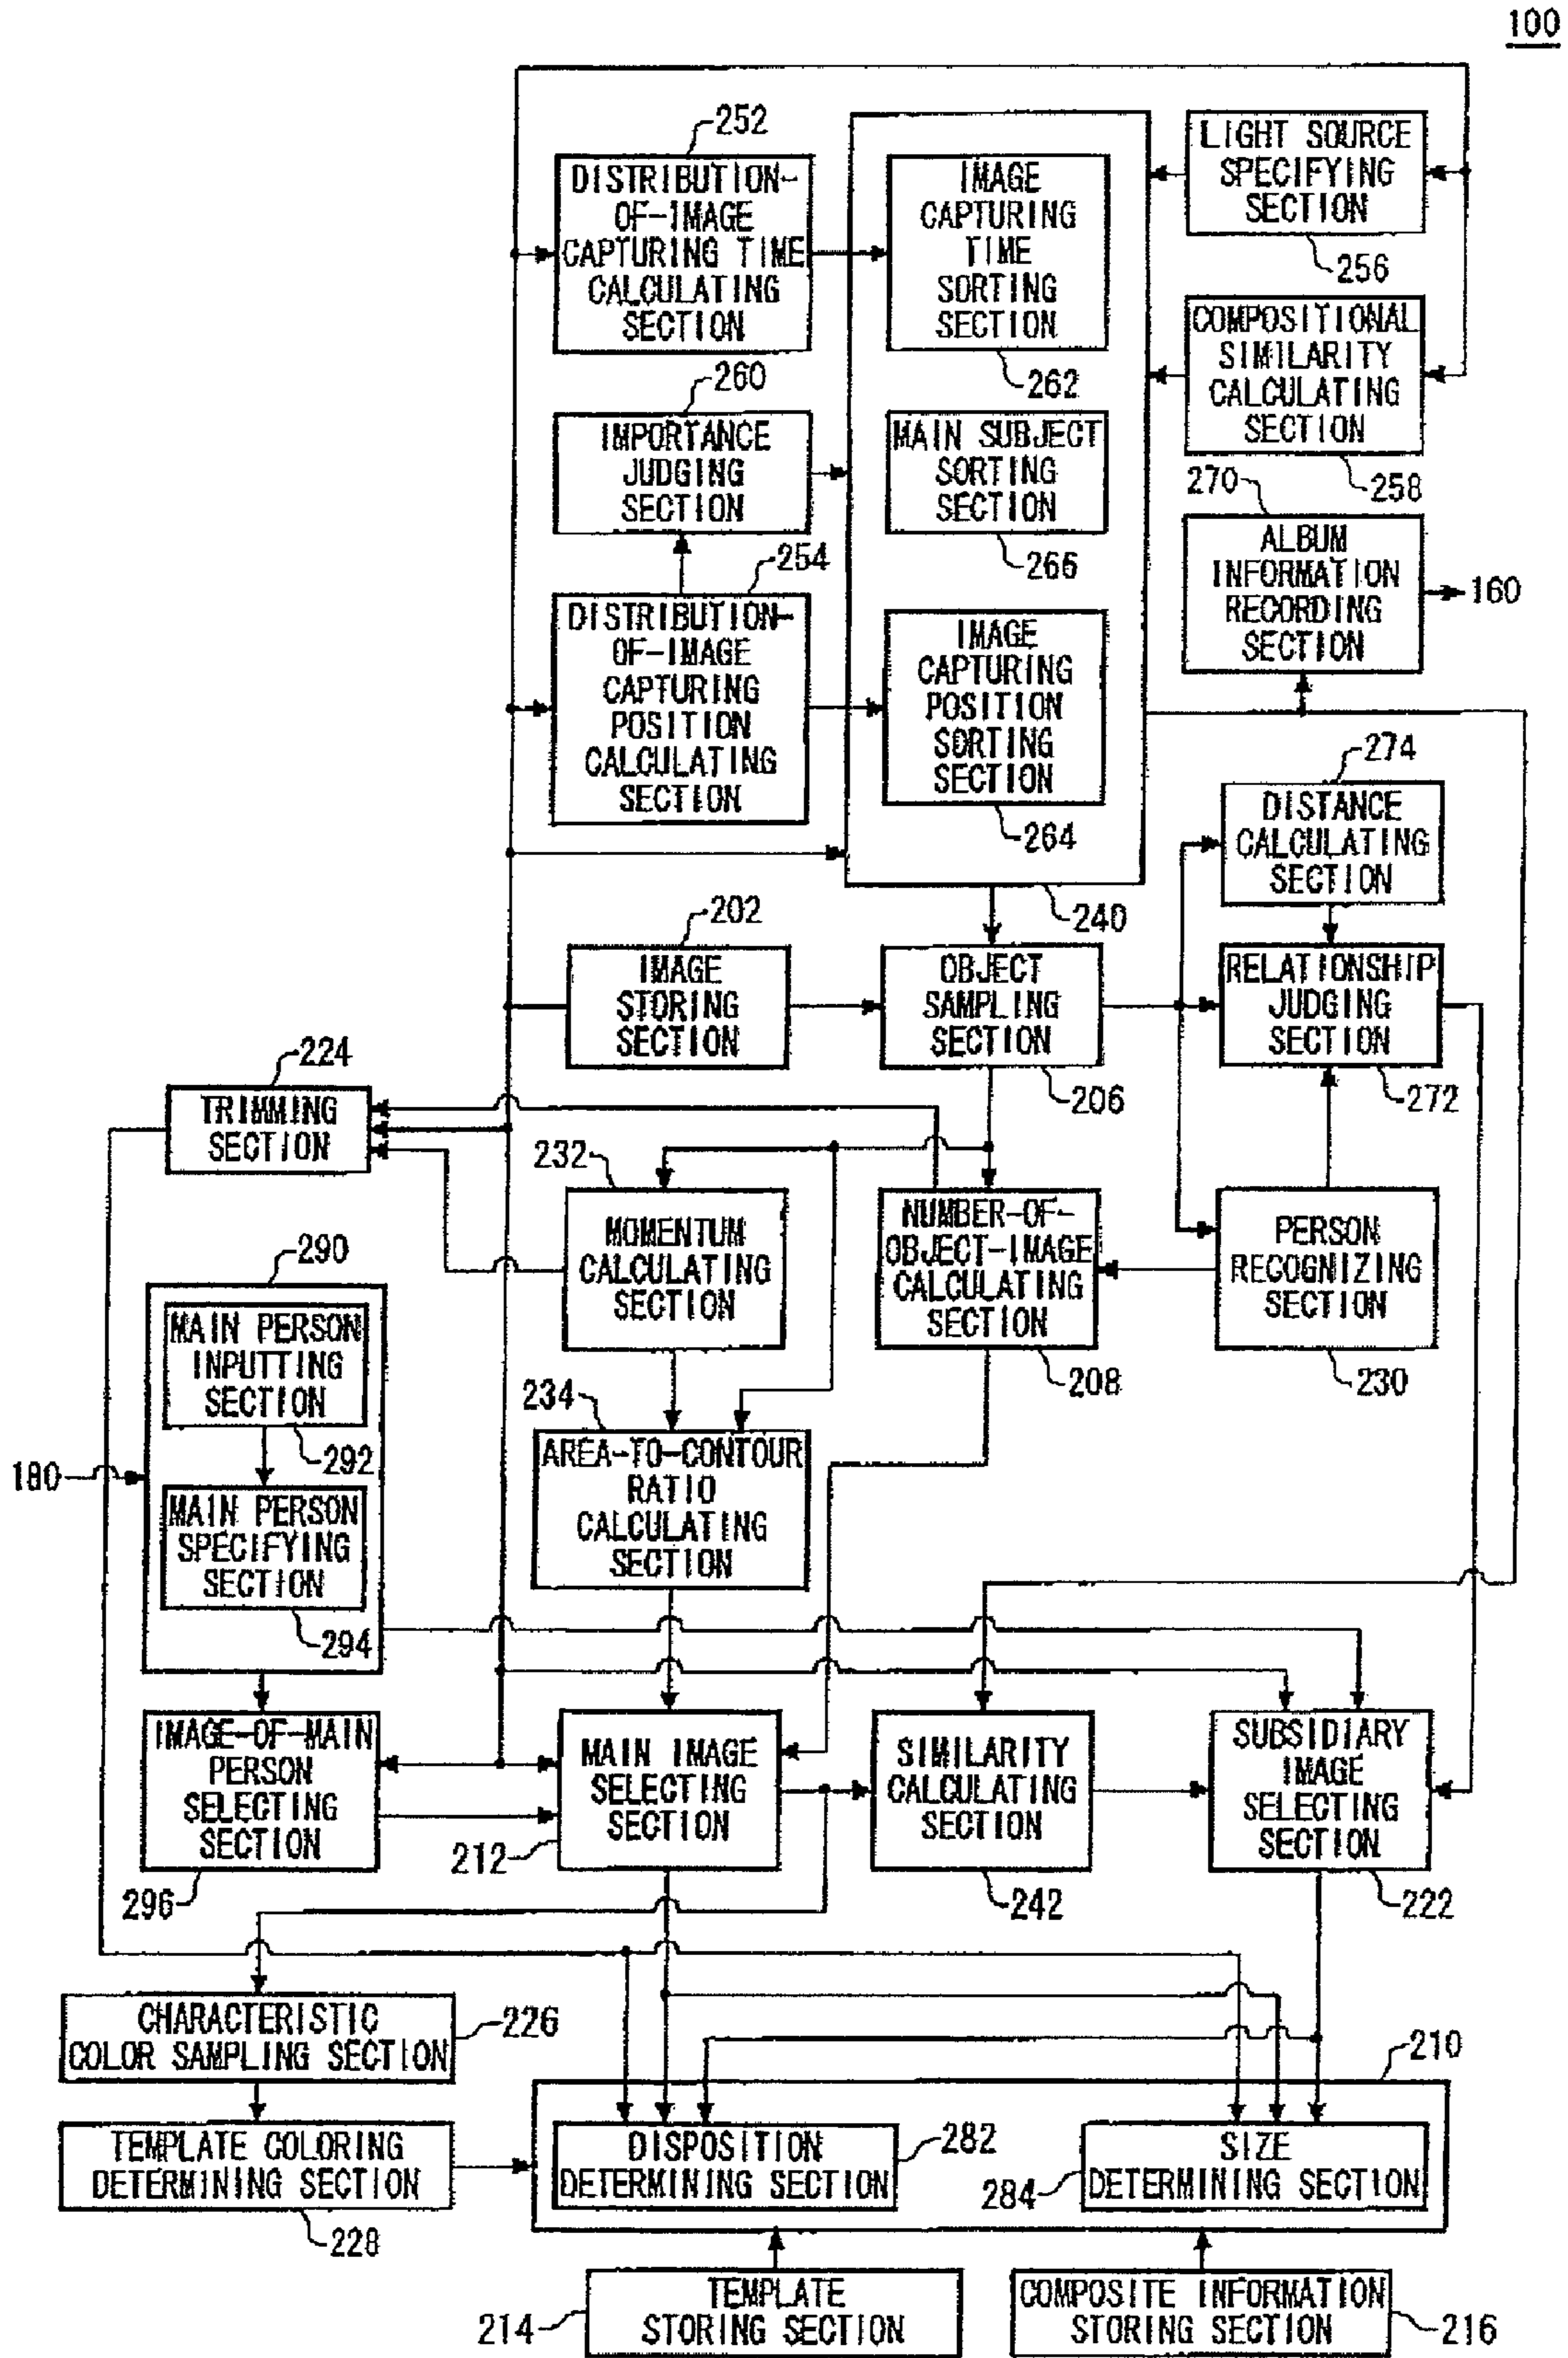 100
252
DISTRIBUTION-
OF-IMAGE
CAPTURING TIME
CALCULATING
SECTION
IMAGE
CAPTURING
TIME
SORTING
SECTION
262
LIGHT SOURCE
SPECIFYING
SECTION
256
COMPOSITIONAL
SIMILARITY
CALCULATING
SECTION
258
260
IMPORTANCE
JUDGING
SECTION
MAIN SUBJECT
SORTING
SECTION
266
270
ALBUM
INFORMATION
RECORDING
SECTION
160
254
DISTRIBUTION-
OF-IMAGE
CAPTURING
POSITION
CALCULATING
SECTION
IMAGE
CAPTURING
POSITION
SORTING
SECTION
264
240
274
DISTANCE
CALCULATING
SECTION
202
IMAGE
STORING
SECTION
OBJECT
SAMPLING
SECTION
206
RELATIONSHIP
JUDGING
SECTION
272
224
TRIMMING
SECTION
232
MOMENTUM
CALCULATING
SECTION
NUMBER-OF-
OBJECT-IMAGE
CALCULATING
SECTION
208
PERSON
RECOGNIZING
SECTION
230
290
MAIN PERSON
INPUTTING
SECTION
292
180
MAIN PERSON
SPECIFYING
SECTION
294
234
AREA-TO-CONTOUR
RATIO
CALCULATING
SECTION
IMAGE-OF-MAIN
PERSON
SELECTING
SECTION
296
MAIN IMAGE
SELECTING
SECTION
212
SIMILARITY
CALCULATING
SECTION
242
SUBSIDIARY
IMAGE
SELECTING
SECTION
222
CHARACTERISTIC
COLOR SAMPLING SECTION
226
210
TEMPLATE COLORING
DETERMINING SECTION
228
DISPOSITION
DETERMINING SECTION
282
SIZE
DETERMINING SECTION
284
TEMPLATE
STORING SECTION
214
COMPOSITE INFORMATION
STORING SECTION
216